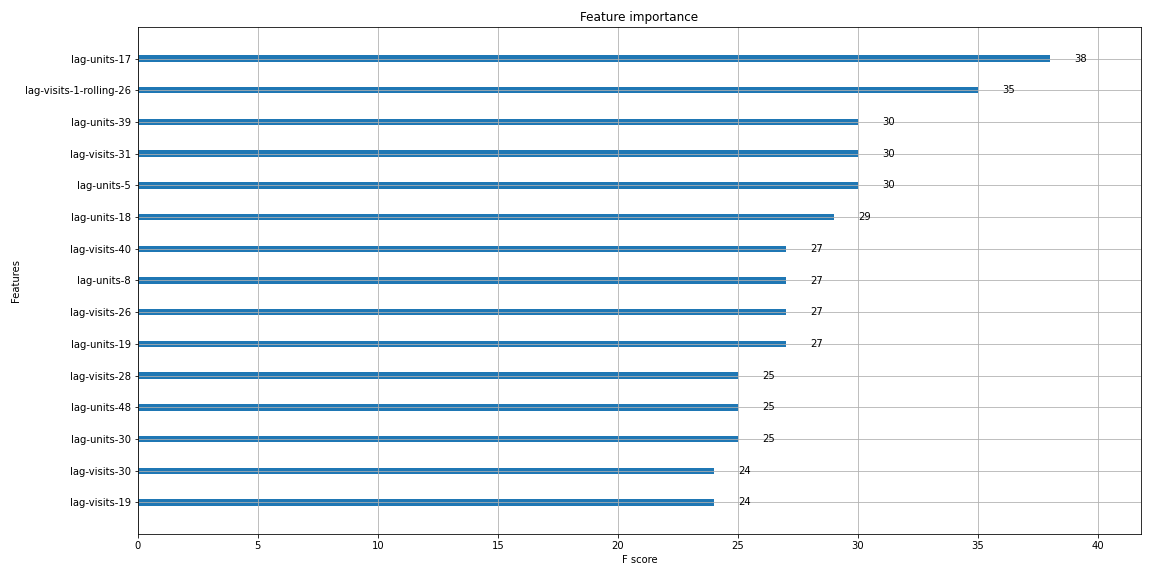 Feature importance
Features
lag-units-17 38
lag-visits-1-rolling-26 35
lag-units-39 30
lag-visits-31 30
lag-units-5 30
lag-units-18 29
lag-visits-40 27
lag-units-8 27
lag-visits-26 27
lag-units-19 27
lag-visits-28 25
lag-units-48 25
lag-units-30 25
lag-visits-30 24
lag-visits-19 24
0 5 10 15 20 25 30 35 40
F score